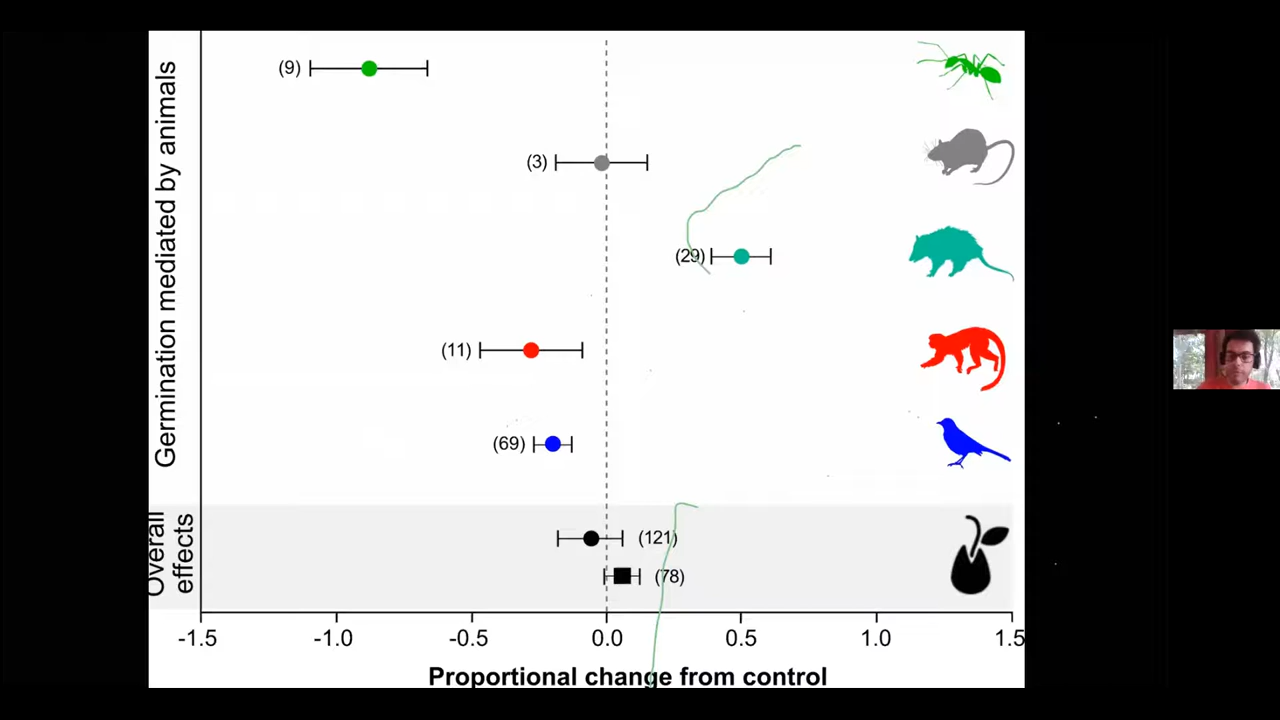 Germination mediated by animals
(9)
(3)
(29)
(11)
(69)
Overall
effects
(121)
(78)
-1.5 -1.0 -0.5 0.0 0.5 1.0 1.5
Proportional change from control